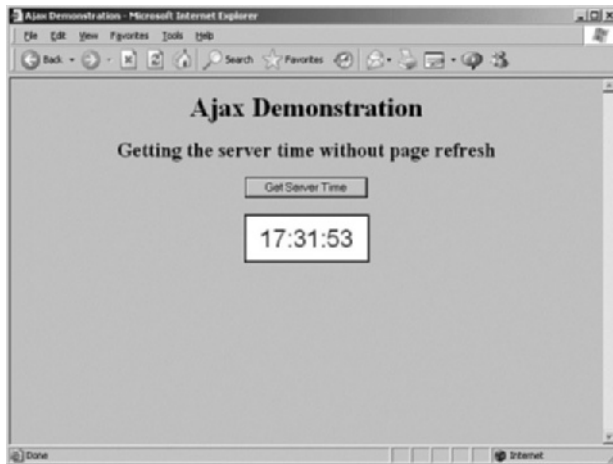 Ajax Demonstration - Microsoft Internet Explorer
File Edit View Favorites Tools Help
Back Search Favorites
Ajax Demonstration
Getting the server time without page refresh
Get Server Time
17:31:53
Done Internet